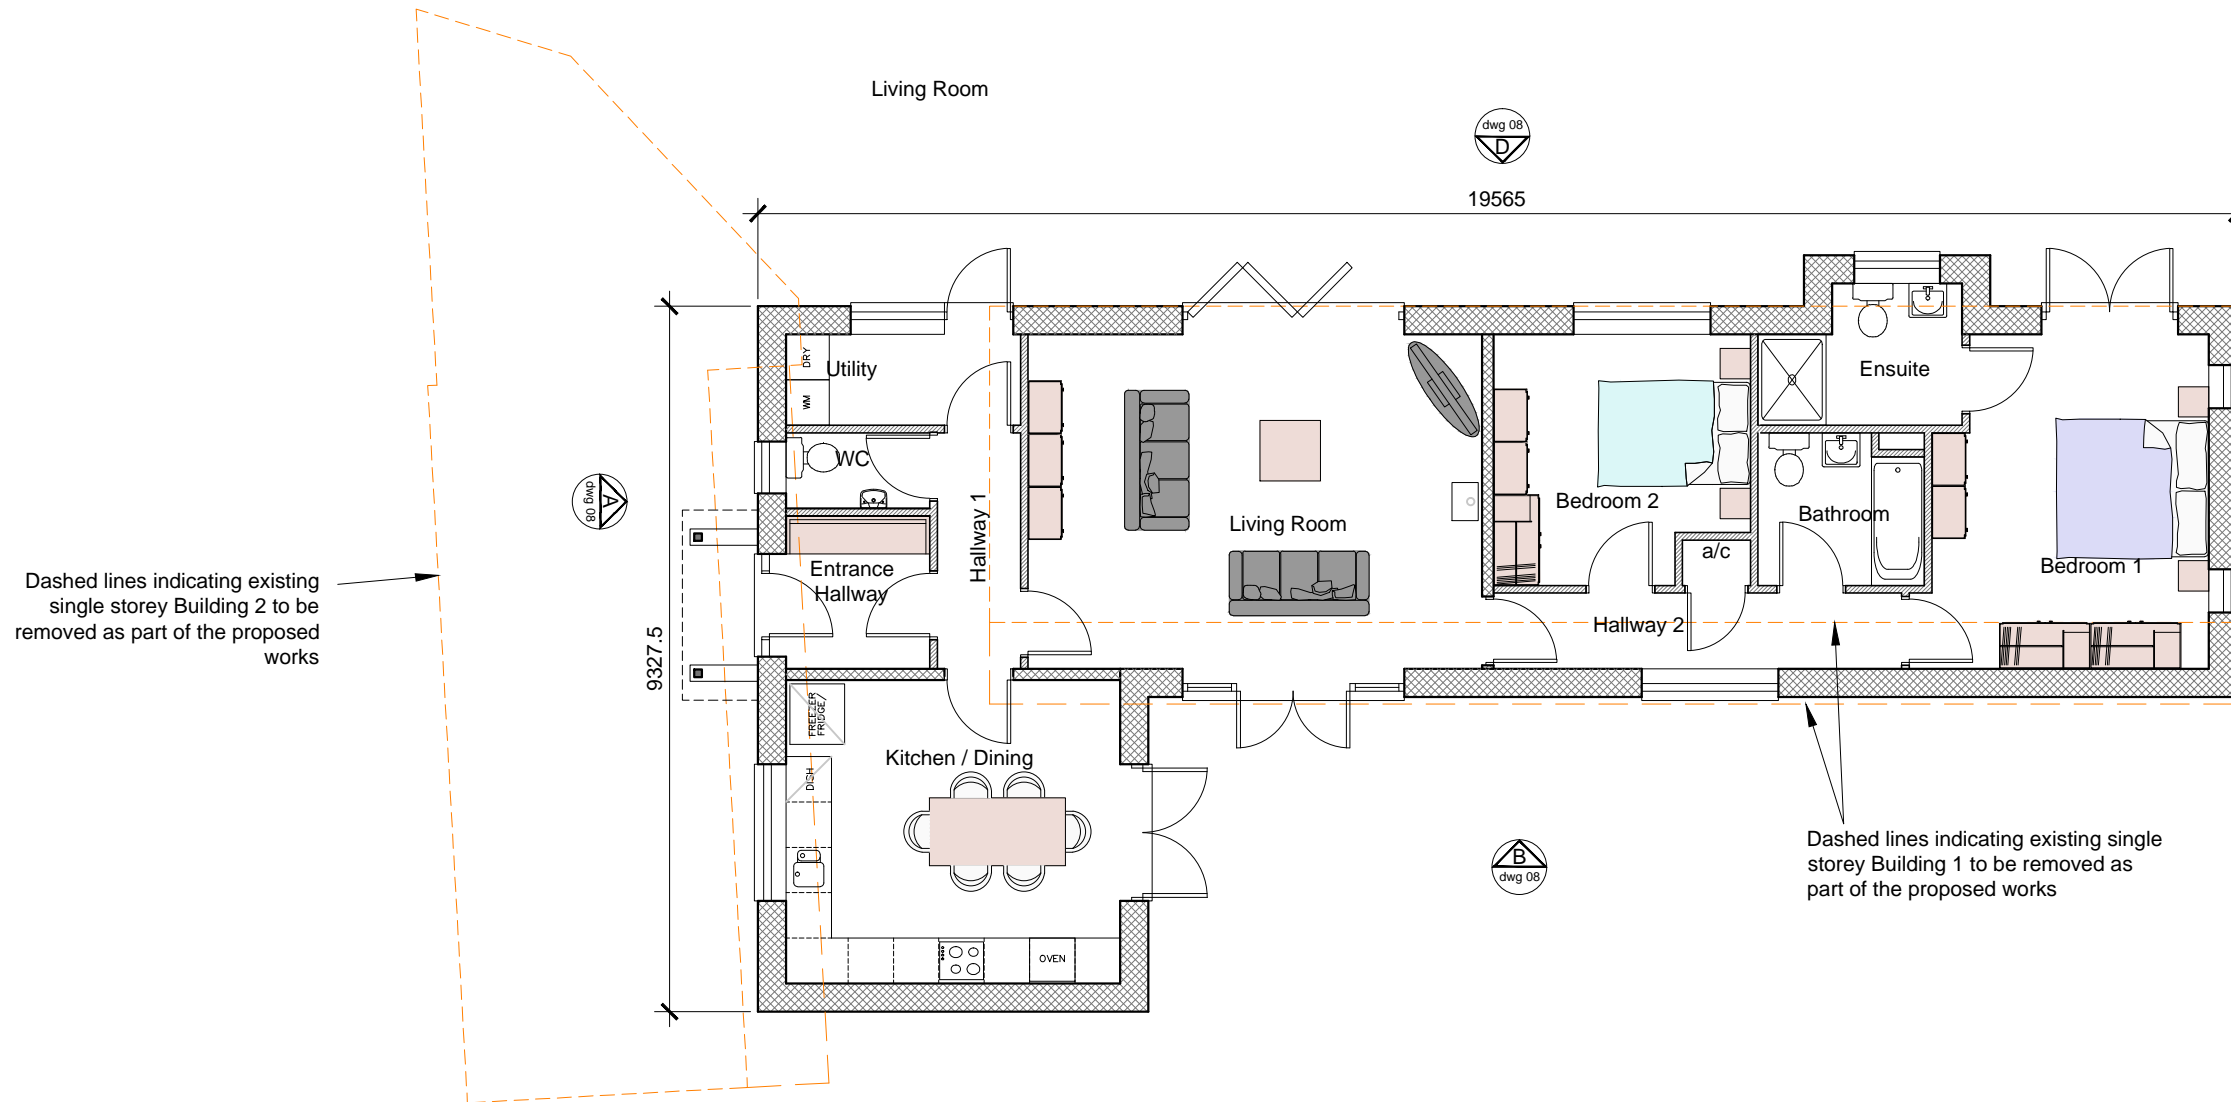 Living Room
dwg 08
D
19565
DRY
Utility
WM
WC
Ensuite
A
dwg 08
Hallway 1
Living Room
Bedroom 2
Bathroom
a/c
Bedroom 1
Entrance
Hallway
Hallway 2
Dashed lines indicating existing
single storey Building 2 to be
removed as part of the proposed
works
9327.5
FREEZER
FRIDGE/
DISH
Kitchen / Dining
OVEN
B
dwg 08
Dashed lines indicating existing single
storey Building 1 to be removed as
part of the proposed works